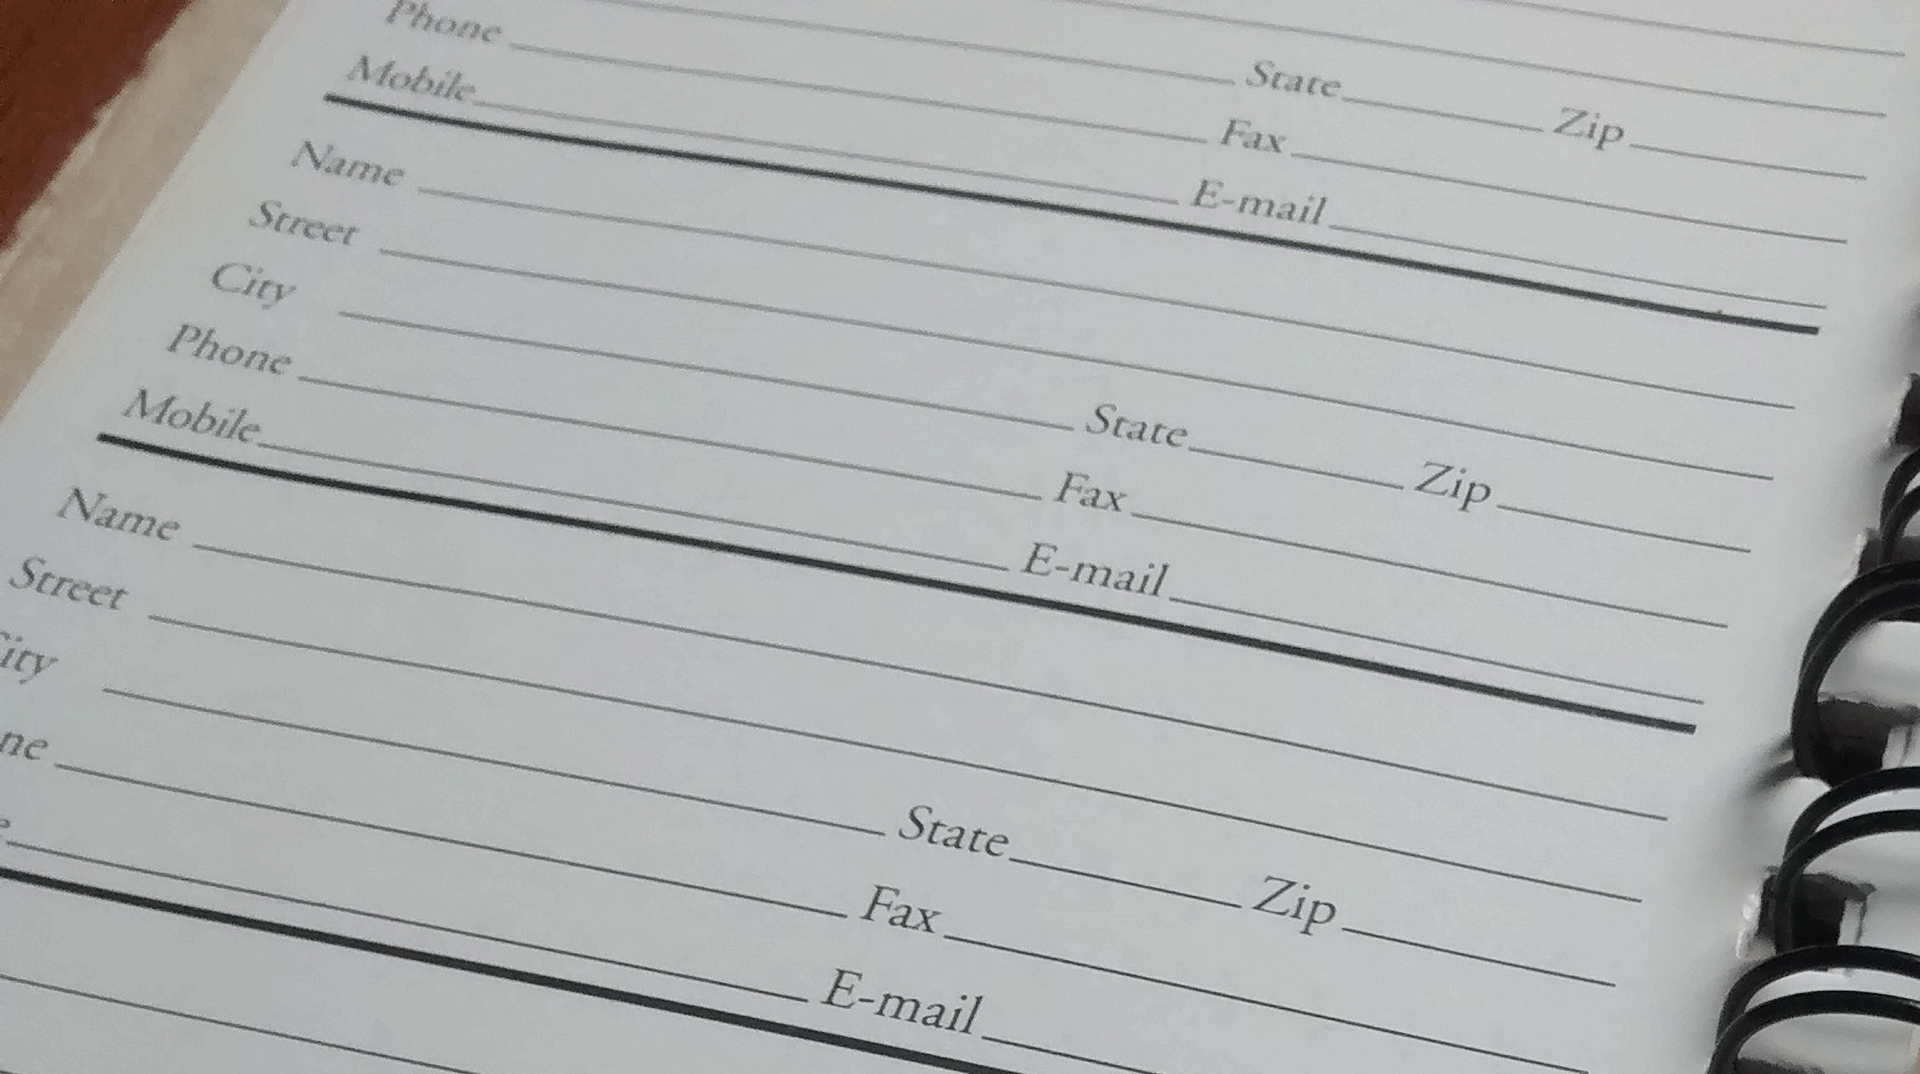 State Zip
Phone Fax
Mobile E-mail
Name
Street
City State Zip
Phone Fax
Mobile E-mail
Name
Street
City State Zip
ne Fax
e E-mail